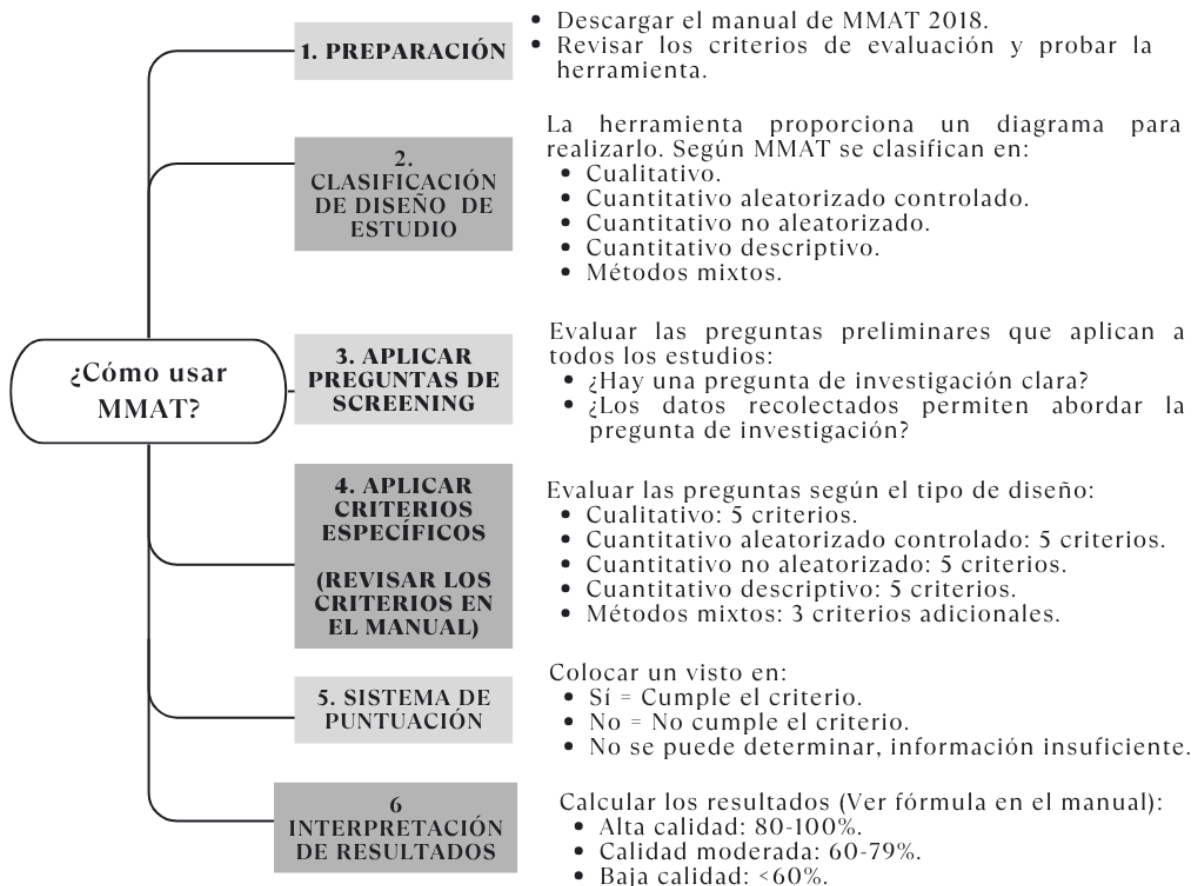 ¿Cómo usar
MMAT?
1. PREPARACIÓN
• Descargar el manual de MMAT 2018.
• Revisar los criterios de evaluación y probar la
herramienta.
2.
CLASIFICACIÓN
DE DISEÑO DE
ESTUDIO
La herramienta proporciona un diagrama para
realizarlo. Según MMAT se clasifican en:
• Cualitativo.
• Cuantitativo aleatorizado controlado.
• Cuantitativo no aleatorizado.
• Cuantitativo descriptivo.
• Métodos mixtos.
3. APLICAR
PREGUNTAS DE
SCREENING
Evaluar las preguntas preliminares que aplican a
todos los estudios:
• ¿Hay una pregunta de investigación clara?
• ¿Los datos recolectados permiten abordar la
pregunta de investigación?
4. APLICAR
CRITERIOS
ESPECÍFICOS
(REVISAR LOS
CRITERIOS EN
EL MANUAL)
Evaluar las preguntas según el tipo de diseño:
• Cualitativo: 5 criterios.
• Cuantitativo aleatorizado controlado: 5 criterios.
• Cuantitativo no aleatorizado: 5 criterios.
• Cuantitativo descriptivo: 5 criterios.
• Métodos mixtos: 3 criterios adicionales.
5. SISTEMA DE
PUNTUACIÓN
Colocar un visto en:
• Sí = Cumple el criterio.
• No = No cumple el criterio.
• No se puede determinar, información insuficiente.
6
INTERPRETACIÓN
DE RESULTADOS
Calcular los resultados (Ver fórmula en el manual):
• Alta calidad: 80-100%.
• Calidad moderada: 60-79%.
• Baja calidad: <60%.